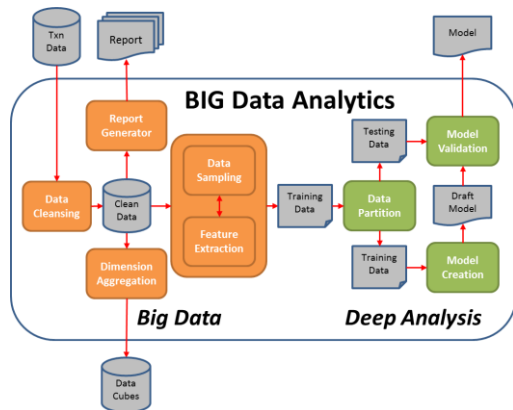 Txn
Data
Report
Model
BIG Data Analytics
Report
Generator
Testing
Data
Model
Validation
Data
Sampling
Data
Cleansing
Clean
Data
Training
Data
Data
Partition
Draft
Model
Feature
Extraction
Dimension
Aggregation
Training
Data
Model
Creation
Big Data
Deep Analysis
Data
Cubes